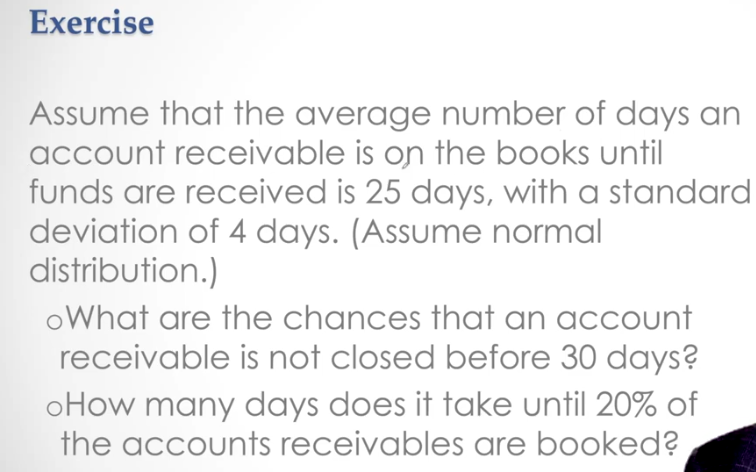 Exercise
Assume that the average number of days an
account receivable is on the books until
funds are received is 25 days, with a standard
deviation of 4 days. (Assume normal
distribution.)
oWhat are the chances that an account
receivable is not closed before 30 days?
oHow many days does it take until 20% of
the accounts receivables are booked?